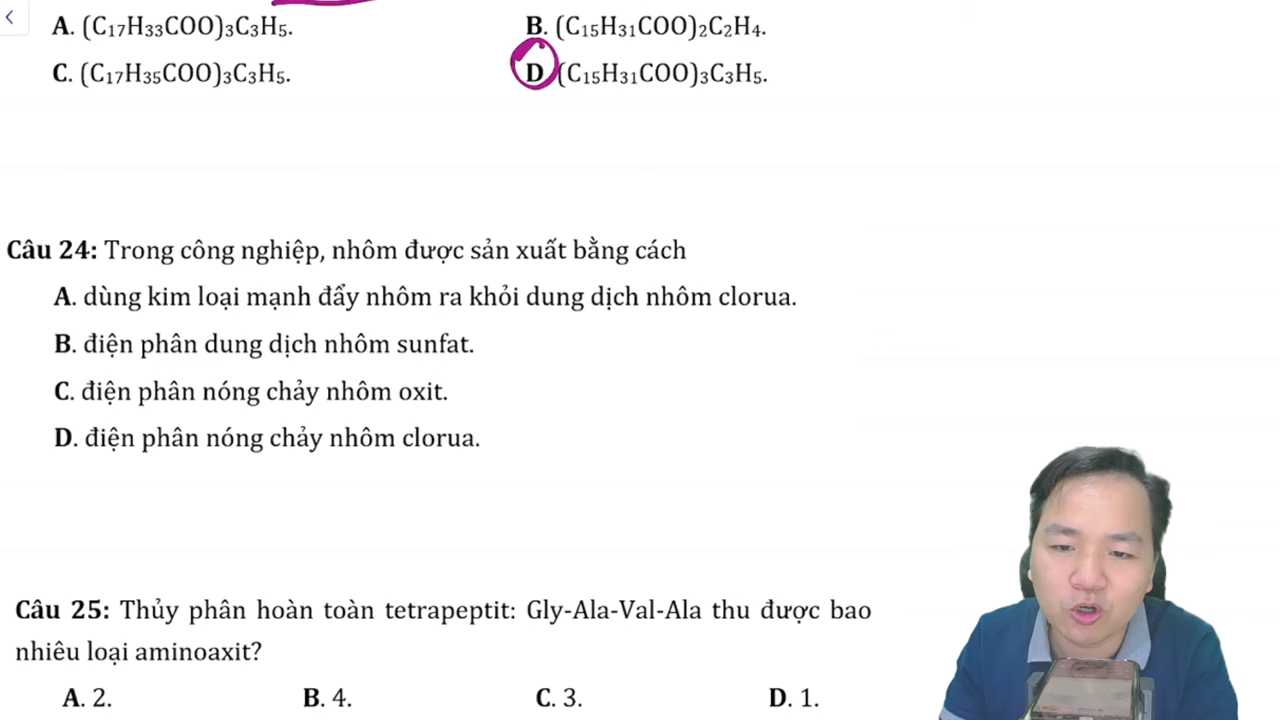 A. (C₁₇H₃₃COO)₃C₃H₅. B. (C₁₅H₃₁COO)₂C₂H₄.
C. (C₁₇H₃₅COO)₃C₃H₅. D (C₁₅H₃₁COO)₃C₃H₅.
Câu 24: Trong công nghiệp, nhôm được sản xuất bằng cách
A. dùng kim loại mạnh đẩy nhôm ra khỏi dung dịch nhôm clorua.
B. điện phân dung dịch nhôm sunfat.
C. điện phân nóng chảy nhôm oxit.
D. điện phân nóng chảy nhôm clorua.
Câu 25: Thủy phân hoàn toàn tetrapeptit: Gly-Ala-Val-Ala thu được bao
nhiêu loại aminoaxit?
A. 2. B. 4. C. 3. D. 1.